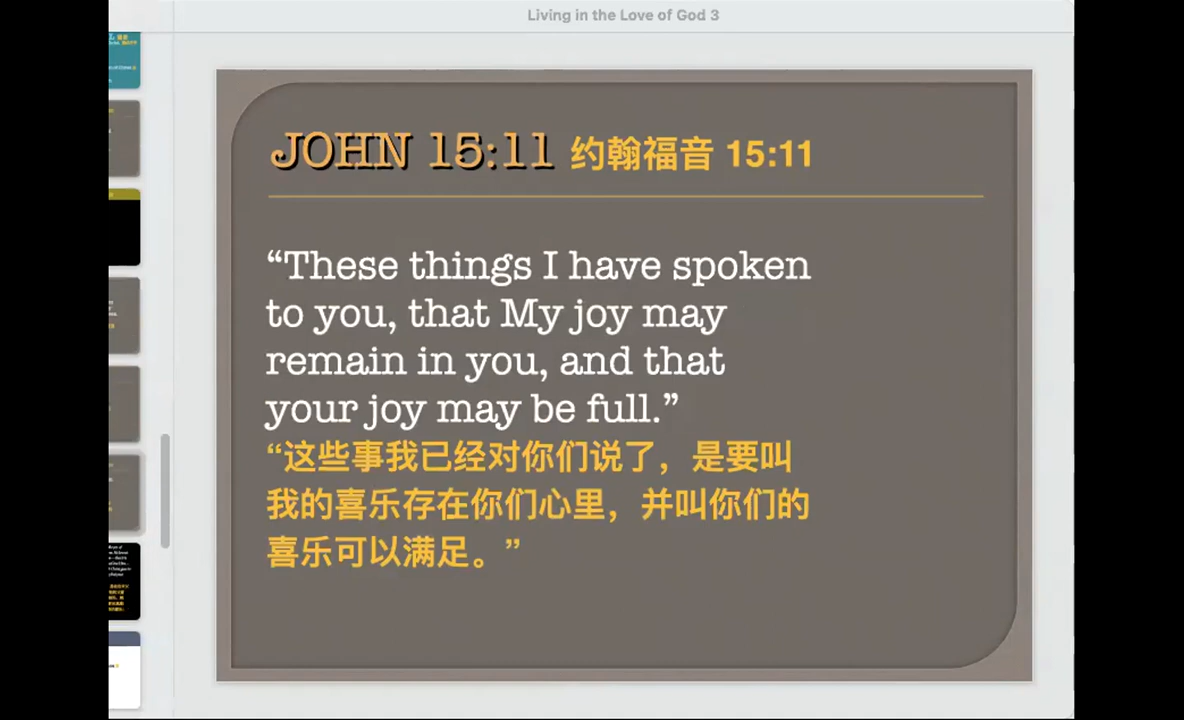 Living in the Love of God 3
JOHN 15:11 约翰福音 15:11
“These things I have spoken
to you, that My joy may
remain in you, and that
your joy may be full.”
“这些事我已经对你们说了，是要叫
我的喜乐存在你们心里，并叫你们的
喜乐可以满足。”